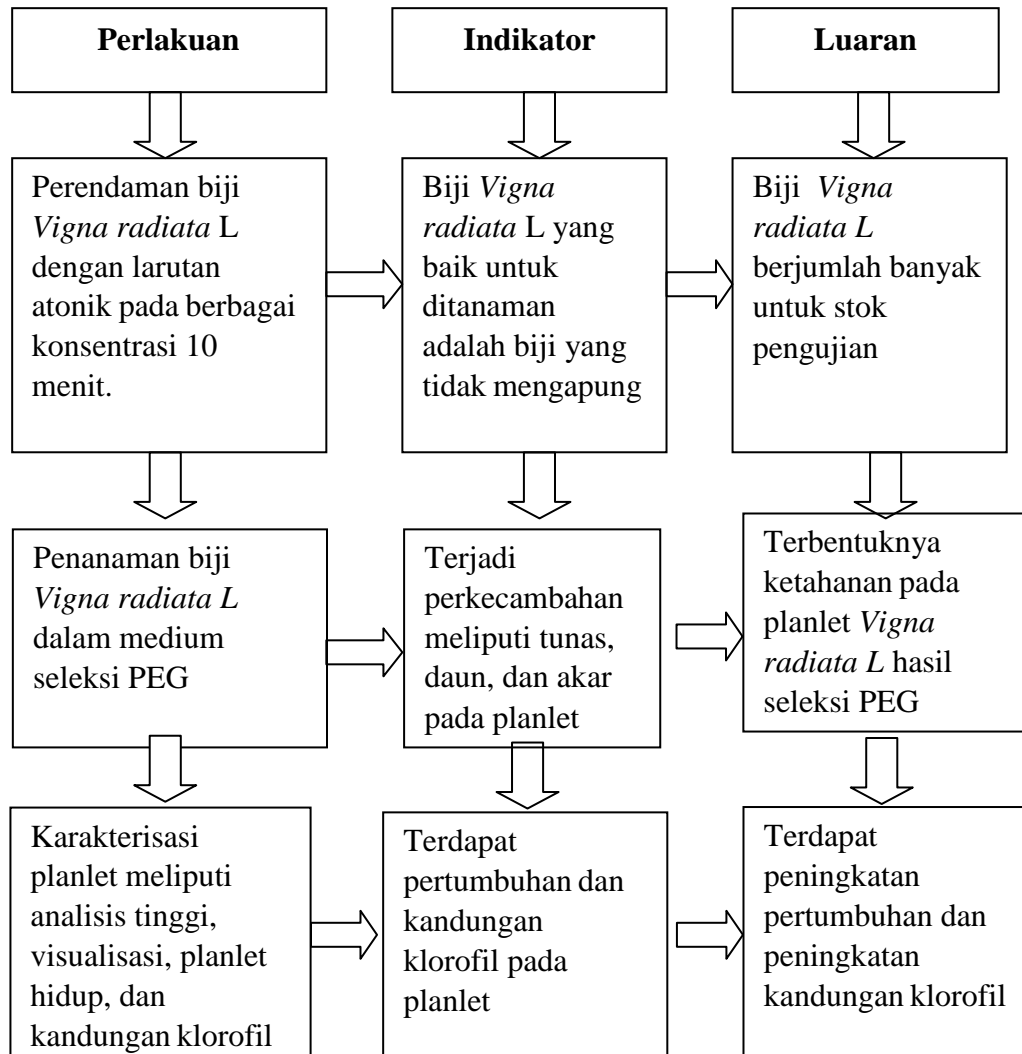 Perlakuan
Indikator
Luaran
Perendaman biji
Vigna radiata L
dengan larutan
atonik pada berbagai
konsentrasi 10
menit.
Biji Vigna
radiata L yang
baik untuk
ditanaman
adalah biji yang
tidak mengapung
Biji Vigna
radiata L
berjumlah banyak
untuk stok
pengujian
Penanaman biji
Vigna radiata L
dalam medium
seleksi PEG
Terjadi
perkecambahan
meliputi tunas,
daun, dan akar
pada planlet
Terbentuknya
ketahanan pada
planlet Vigna
radiata L hasil
seleksi PEG
Karakterisasi
planlet meliputi
analisis tinggi,
visualisasi, planlet
hidup, dan
kandungan klorofil
Terdapat
pertumbuhan dan
kandungan
klorofil pada
planlet
Terdapat
peningkatan
pertumbuhan dan
peningkatan
kandungan klorofil